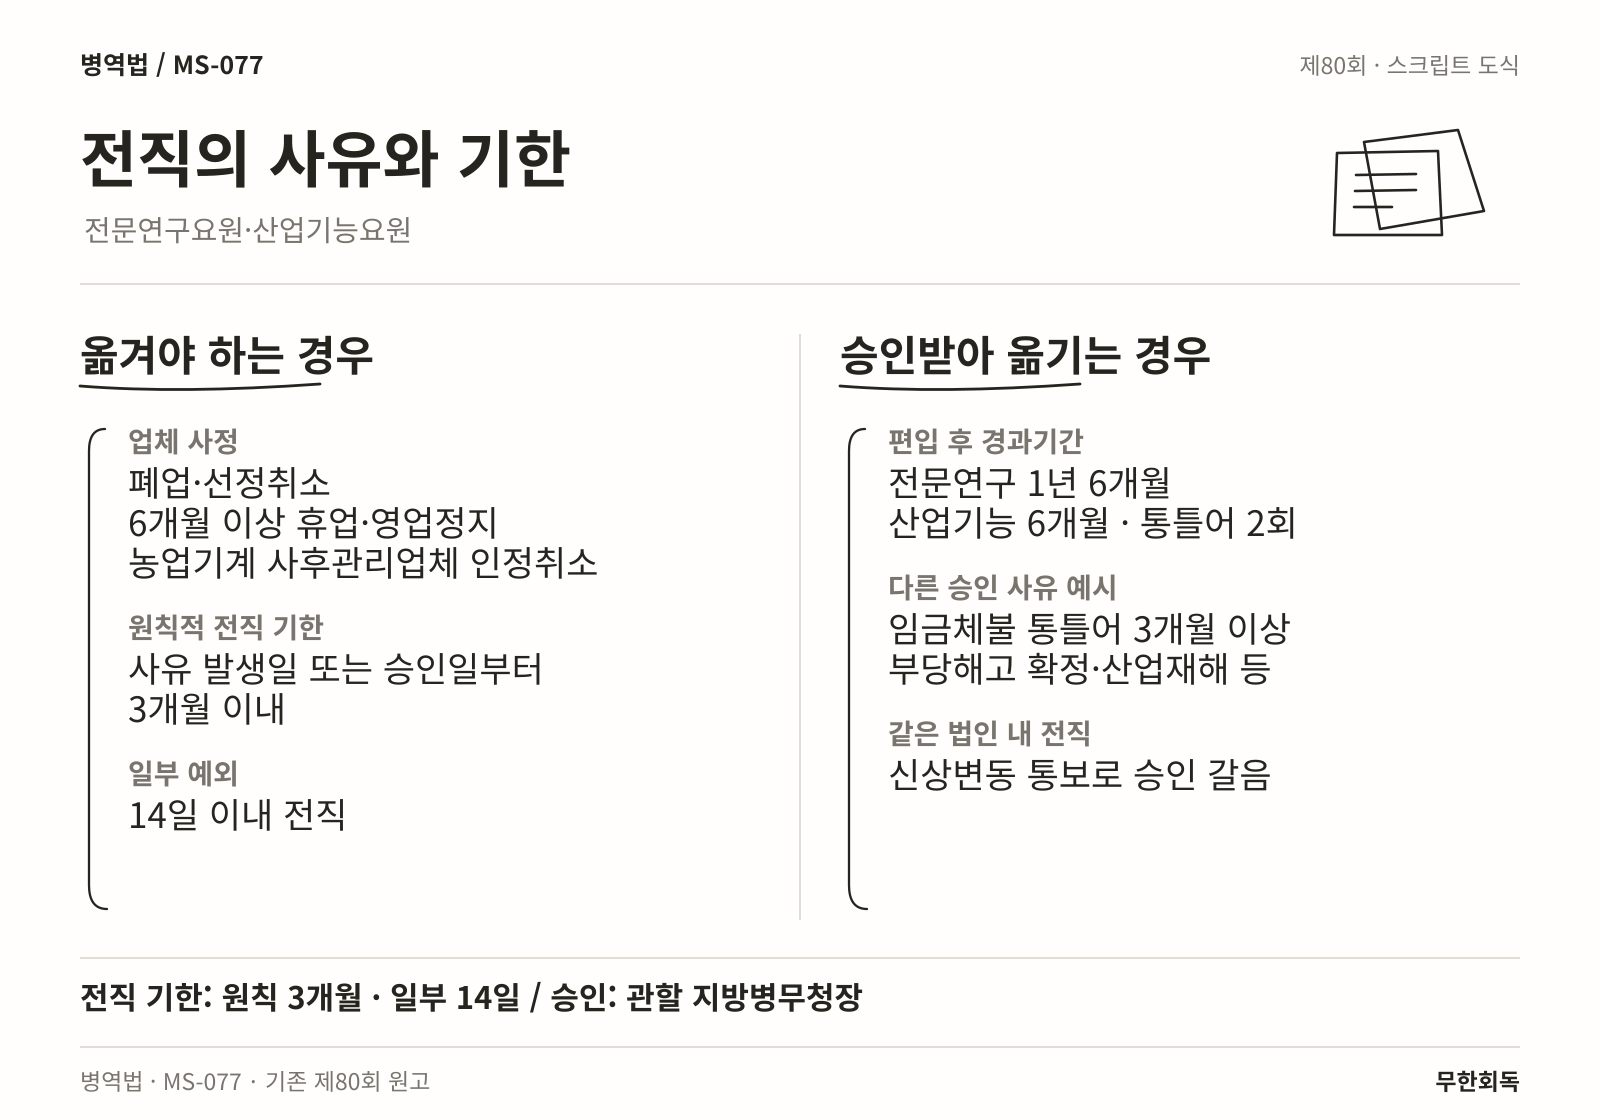 병역법 / MS-077
제80회 · 스크립트 도식
전직의 사유와 기한
전문연구요원·산업기능요원
옮겨야 하는 경우
업체 사정
폐업·선정취소
6개월 이상 휴업·영업정지
농업기계 사후관리업체 인정취소
원칙적 전직 기한
사유 발생일 또는 승인일부터
3개월 이내
일부 예외
14일 이내 전직
승인받아 옮기는 경우
편입 후 경과기간
전문연구 1년 6개월
산업기능 6개월 · 통틀어 2회
다른 승인 사유 예시
임금체불 통틀어 3개월 이상
부당해고 확정·산업재해 등
같은 법인 내 전직
신상변동 통보로 승인 갈음
전직 기한: 원칙 3개월 · 일부 14일 / 승인: 관할 지방병무청장
병역법 · MS-077 · 기존 제80회 원고
무한회독